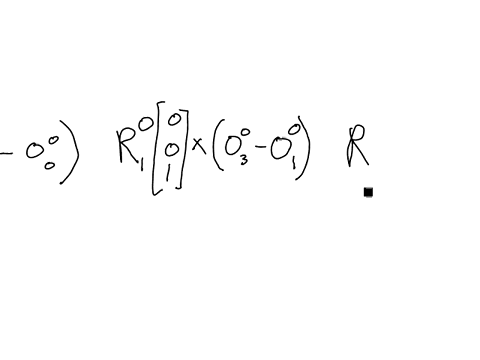 - O⁰₀) R⁰₁ [0 0 1] × (O⁰₃ - O⁰₁) R